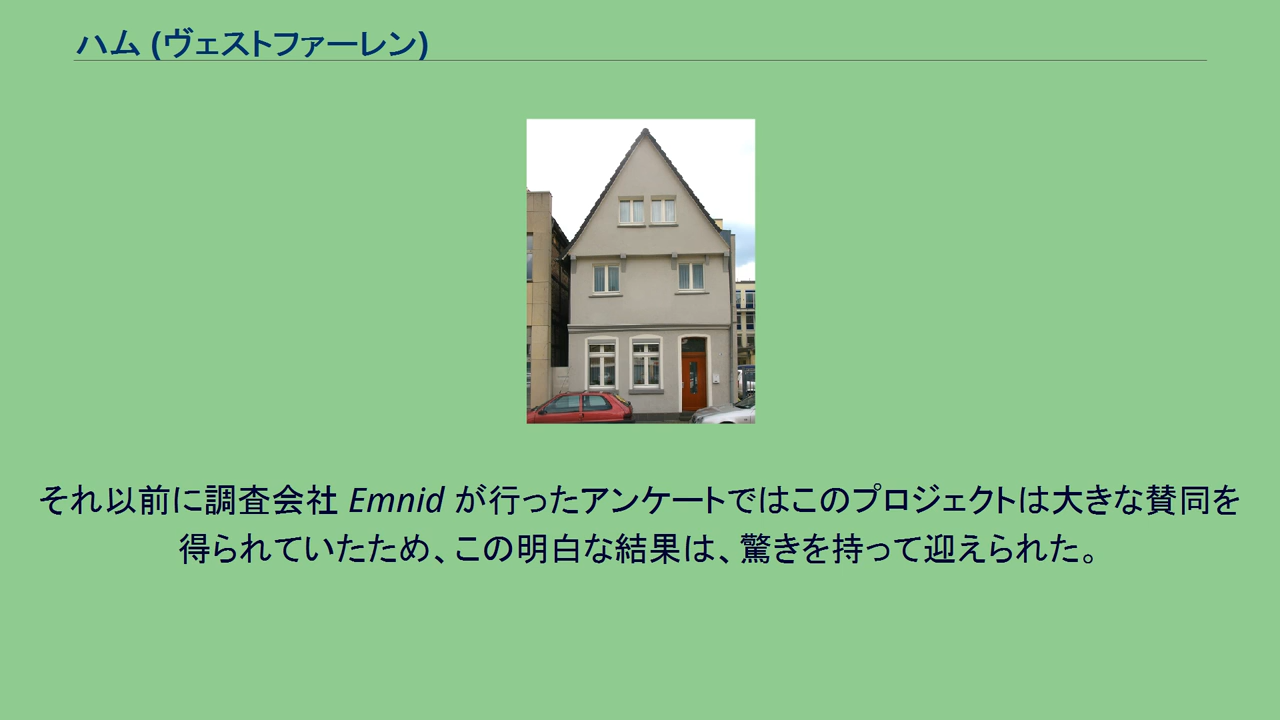 ハム (ヴェストファーレン)
それ以前に調査会社 Emnid が行ったアンケートではこのプロジェクトは大きな賛同を
得られていたため、この明白な結果は、驚きを持って迎えられた。